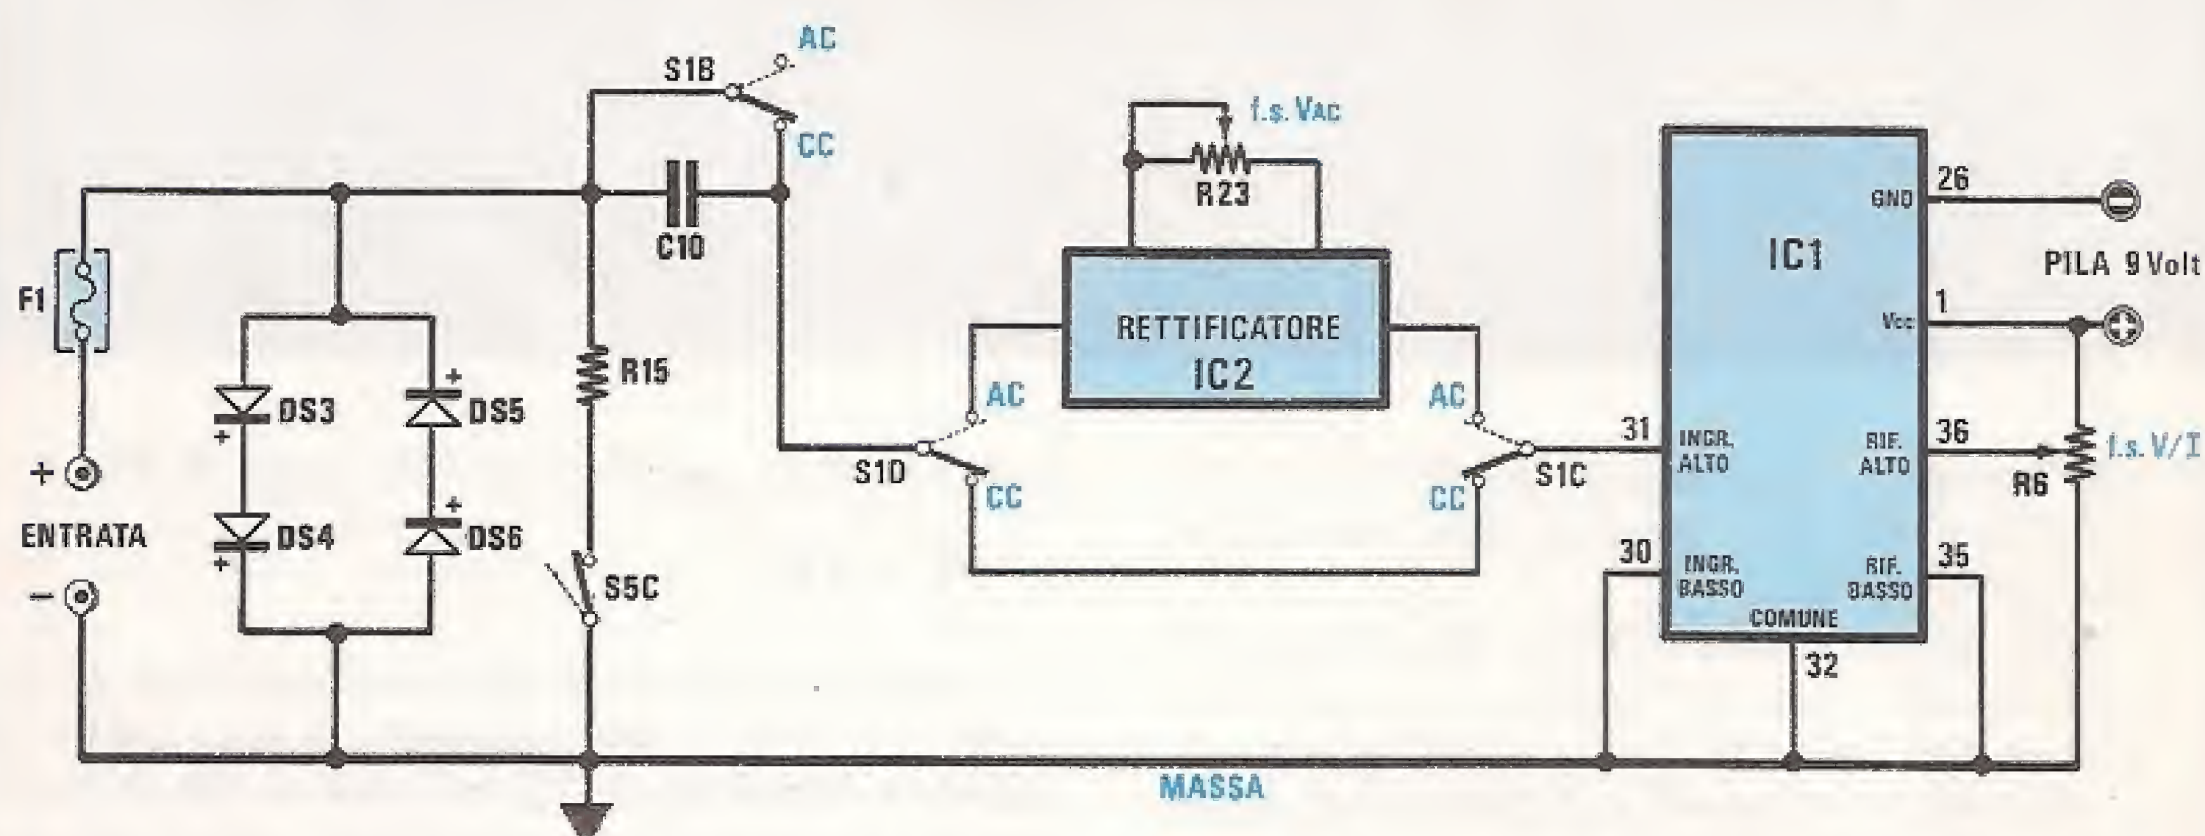 AC
S1B
CC
f.s. VAC
R23
C10
F1
+
ENTRATA
-
DS3
+
DS4
+
+
DS5
+
DS6
R15
S5C
S1D
AC
CC
RETTIFICATORE
IC2
AC
CC
S1C
IC1
31
INGR.
ALTO
30
INGR.
BASSO
COMUNE
32
GND
26
Vcc
1
RIF.
ALTO
36
RIF.
BASSO
35
PILA 9 Volt
R6
f.s. V/I
MASSA